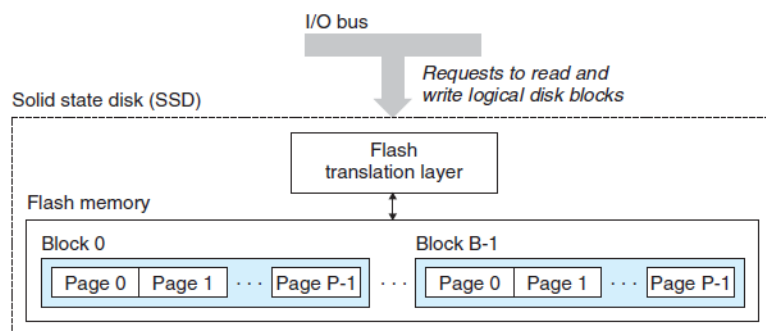 I/O bus
Requests to read and
write logical disk blocks
Solid state disk (SSD)
Flash
translation layer
Flash memory
Block 0
Block B-1
Page 0 Page 1 · · · Page P-1 · · · Page 0 Page 1 · · · Page P-1